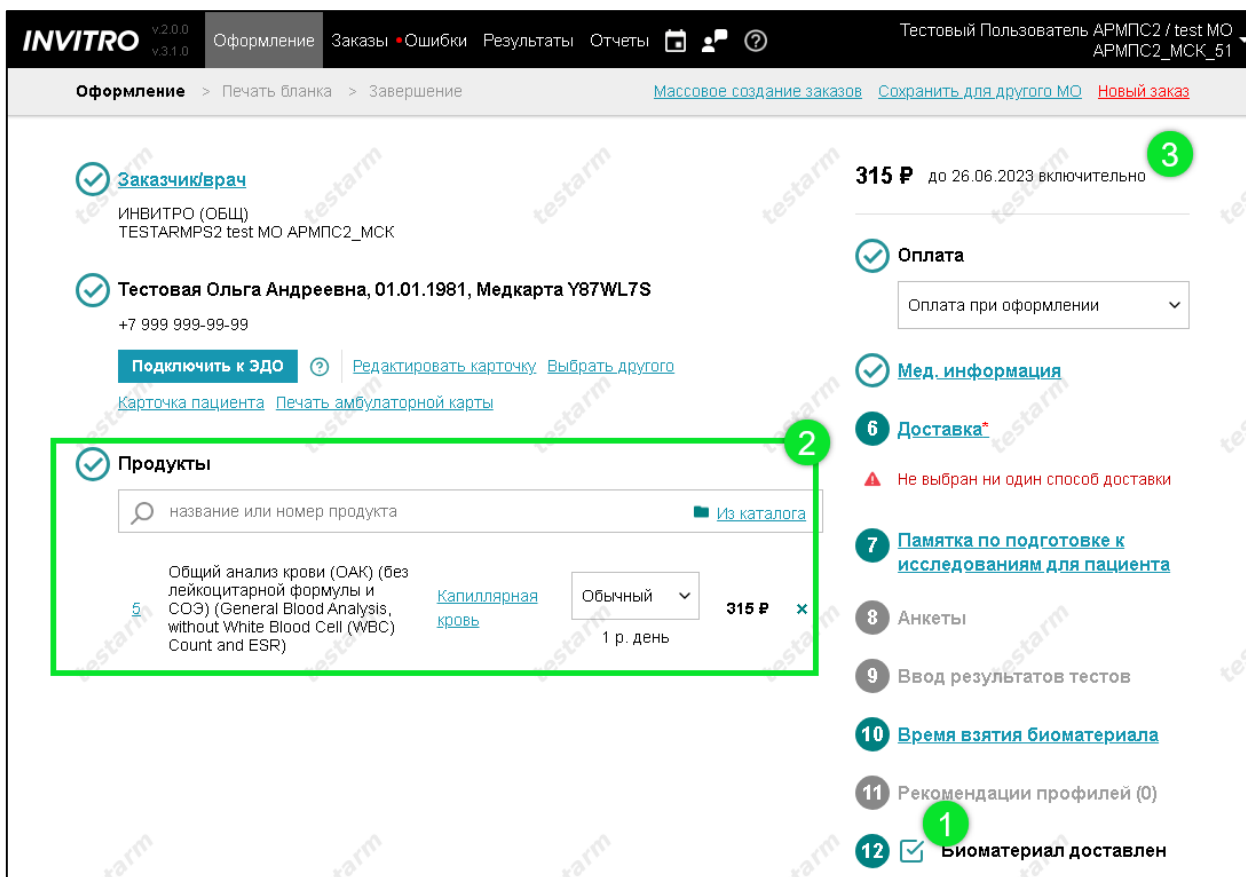 INVITRO v.2.0.0 v.3.1.0 Оформление Заказы Ошибки Результаты Отчеты
Тестовый Пользователь АРМПС2 / test МО
АРМПС2_МСК_51
Оформление > Печать бланка > Завершение
Массовое создание заказов Сохранить для другого МО Новый заказ
Заказчик/врач
ИНВИТРО (ОБЩ)
TESTARMPS2 test МО АРМПС2_МСК
Тестовая Ольга Андреевна, 01.01.1981, Медкарта Y87WL7S
+7 999 999-99-99
Подключить к ЭДО ? Редактировать карточку Выбрать другого
Карточка пациента Печать амбулаторной карты
2
Продукты
название или номер продукта Из каталога
5
Общий анализ крови (ОАК) (без
лейкоцитарной формулы и
СОЭ) (General Blood Analysis,
without White Blood Cell (WBC)
Count and ESR)
Капиллярная
кровь
Обычный
1 р. день
315 ₽ ×
3
315 ₽ до 26.06.2023 включительно
Оплата
Оплата при оформлении
Мед. информация
6 Доставка*
Не выбран ни один способ доставки
7 Памятка по подготовке к
исследованиям для пациента
8 Анкеты
9 Ввод результатов тестов
10 Время взятия биоматериала
11 Рекомендации профилей (0)
1
12 Биоматериал доставлен
testarm